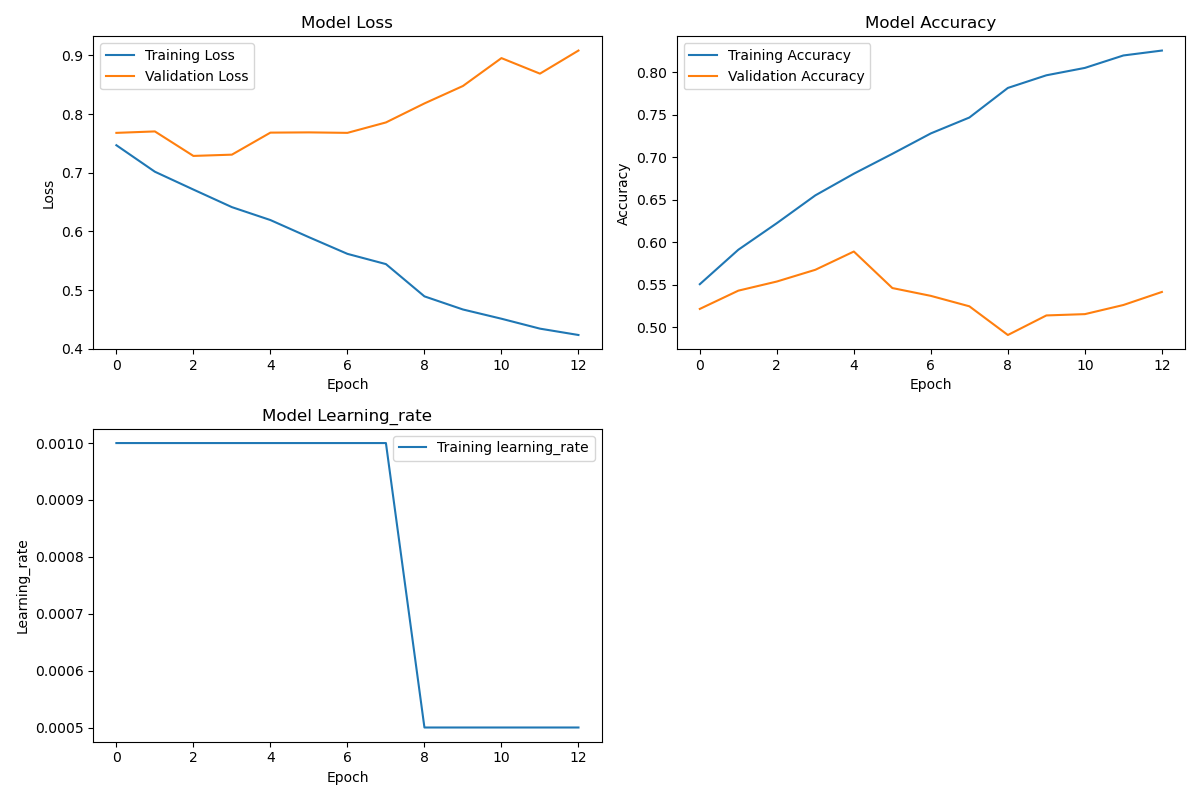 Model Loss
Training Loss
Validation Loss
0.9
0.8
0.7
0.6
0.5
0.4
Loss
0 2 4 6 8 10 12
Epoch
Model Accuracy
Training Accuracy
Validation Accuracy
0.80
0.75
0.70
0.65
0.60
0.55
0.50
Accuracy
0 2 4 6 8 10 12
Epoch
Model Learning_rate
Training learning_rate
0.0010
0.0009
0.0008
0.0007
0.0006
0.0005
Learning_rate
0 2 4 6 8 10 12
Epoch